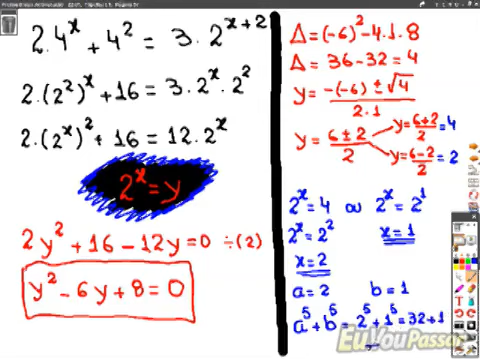 2.4^x + 4^2 = 3.2^{x+2}
2.(2^2)^x + 16 = 3.2^x.2^2
2.(2^x)^2 + 16 = 12.2^x
2^x = y
2y^2 + 16 - 12y = 0 ÷(2)
y^2 - 6y + 8 = 0
Δ = (-6)^2 - 4.1.8
Δ = 36 - 32 = 4
y = \frac{-(-6) ± √4}{2.1}
y = \frac{6 ± 2}{2}
y = \frac{6+2}{2} = 4
y = \frac{6-2}{2} = 2
2^x = 4 ou 2^x = 2^1
2^x = 2^2 x = 1
x = 2
a = 2 b = 1
a^5 + b^5 = 2^5 + 1^5 = 32 + 1
EuVouPassar